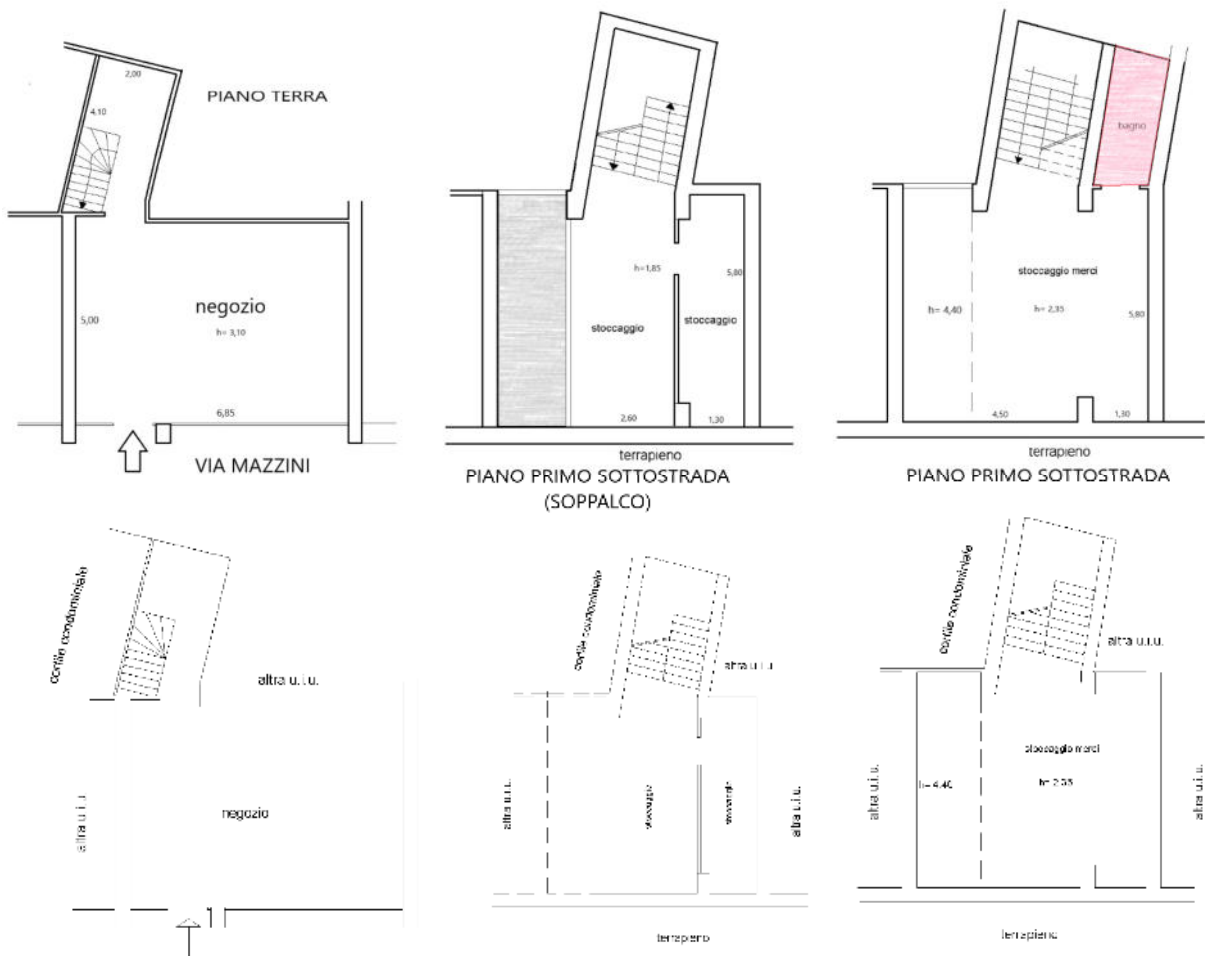 2,00
PIANO TERRA
4,10
negozio
h= 3,10
5,00
6,85
VIA MAZZINI
h=1,85
5,80
stoccaggio
stoccaggio
2,60
1,30
terrapieno
PIANO PRIMO SOTTOSTRADA
(SOPPALCO)
bagno
stoccaggio merci
h= 4,40
h= 2,35
5,80
4,50
1,30
terrapieno
PIANO PRIMO SOTTOSTRADA
cortile condominiale
altra u.i.u.
altra u.i.u
negozio
cortile condominiale
altra u.i.u
altra u.i.u.
stoccaggio
stoccaggio
altra u.i.u.
terrapieno
cortile condominiale
altra u.i.u.
stoccaggio merci
altra u.i.u.
h= 4,40
h= 2,35
altra u.i.u.
terrapieno